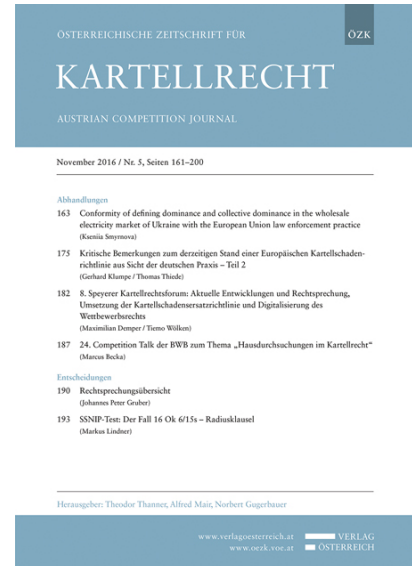 ÖSTERREICHISCHE ZEITSCHRIFT FÜR
ÖZK
KARTELLRECHT
AUSTRIAN COMPETITION JOURNAL
November 2016 / Nr. 5, Seiten 161–200
Abhandlungen
163 Conformity of defining dominance and collective dominance in the wholesale
electricity market of Ukraine with the European Union law enforcement practice
(Kseniia Smyrnova)
175 Kritische Bemerkungen zum derzeitigen Stand einer Europäischen Kartellschaden-
richtlinie aus Sicht der deutschen Praxis – Teil 2
(Gerhard Klumpe / Thomas Thiede)
182 8. Speyerer Kartellrechtsforum: Aktuelle Entwicklungen und Rechtsprechung,
Umsetzung der Kartellschadensersatzrichtlinie und Digitalisierung des
Wettbewerbsrechts
(Maximilian Demper / Tiemo Wölken)
187 24. Competition Talk der BWB zum Thema „Hausdurchsuchungen im Kartellrecht“
(Marcus Becka)
Entscheidungen
190 Rechtsprechungsübersicht
(Johannes Peter Gruber)
193 SSNIP-Test: Der Fall 16 Ok 6/15s – Radiusklausel
(Markus Lindner)
Herausgeber: Theodor Thanner, Alfred Mair, Norbert Gugerbauer
www.verlagoesterreich.at
www.oezk.voe.at
VERLAG
ÖSTERREICH